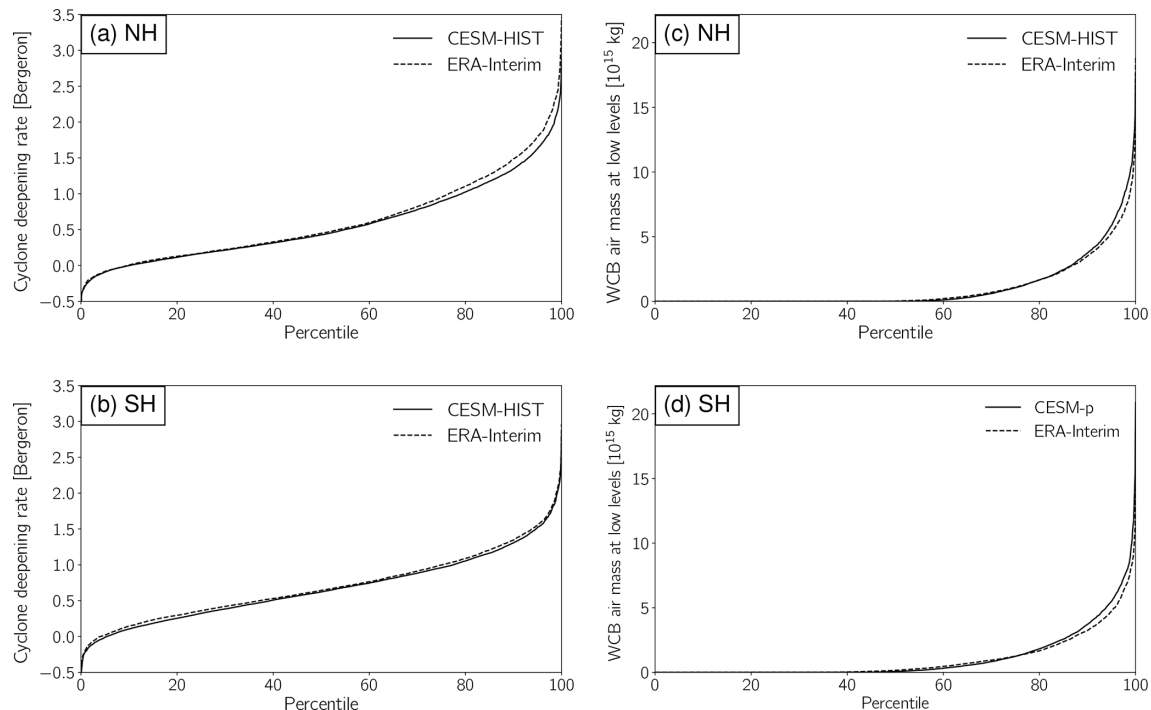 (a) NH
CESM-HIST
ERA-Interim
Cyclone deepening rate [Bergeron]
3.5
3.0
2.5
2.0
1.5
1.0
0.5
0.0
−0.5
0 20 40 60 80 100
Percentile
(c) NH
CESM-HIST
ERA-Interim
WCB air mass at low levels [10¹⁵ kg]
20
15
10
5
0
0 20 40 60 80 100
Percentile
(b) SH
CESM-HIST
ERA-Interim
Cyclone deepening rate [Bergeron]
3.5
3.0
2.5
2.0
1.5
1.0
0.5
0.0
−0.5
0 20 40 60 80 100
Percentile
(d) SH
CESM-p
ERA-Interim
WCB air mass at low levels [10¹⁵ kg]
20
15
10
5
0
0 20 40 60 80 100
Percentile